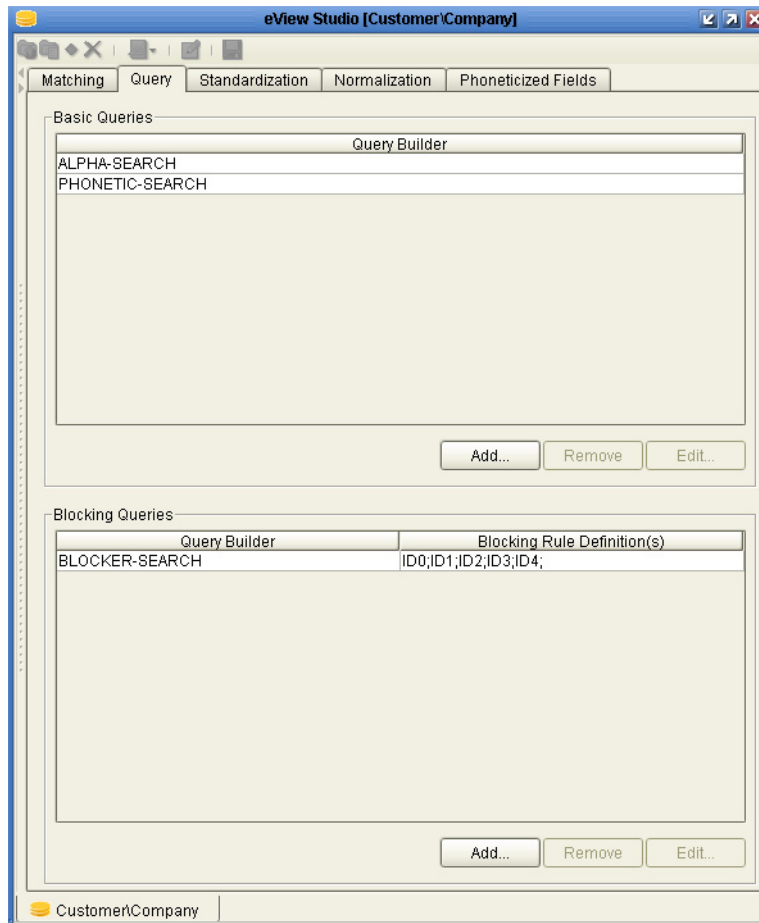 eView Studio [Customer\Company]
Matching Query Standardization Normalization Phoneticized Fields
Basic Queries
Query Builder
ALPHA-SEARCH
PHONETIC-SEARCH
Add... Remove Edit...
Blocking Queries
Query Builder Blocking Rule Definition(s)
BLOCKER-SEARCH ID0;ID1;ID2;ID3;ID4;
Add... Remove Edit...
Customer\Company